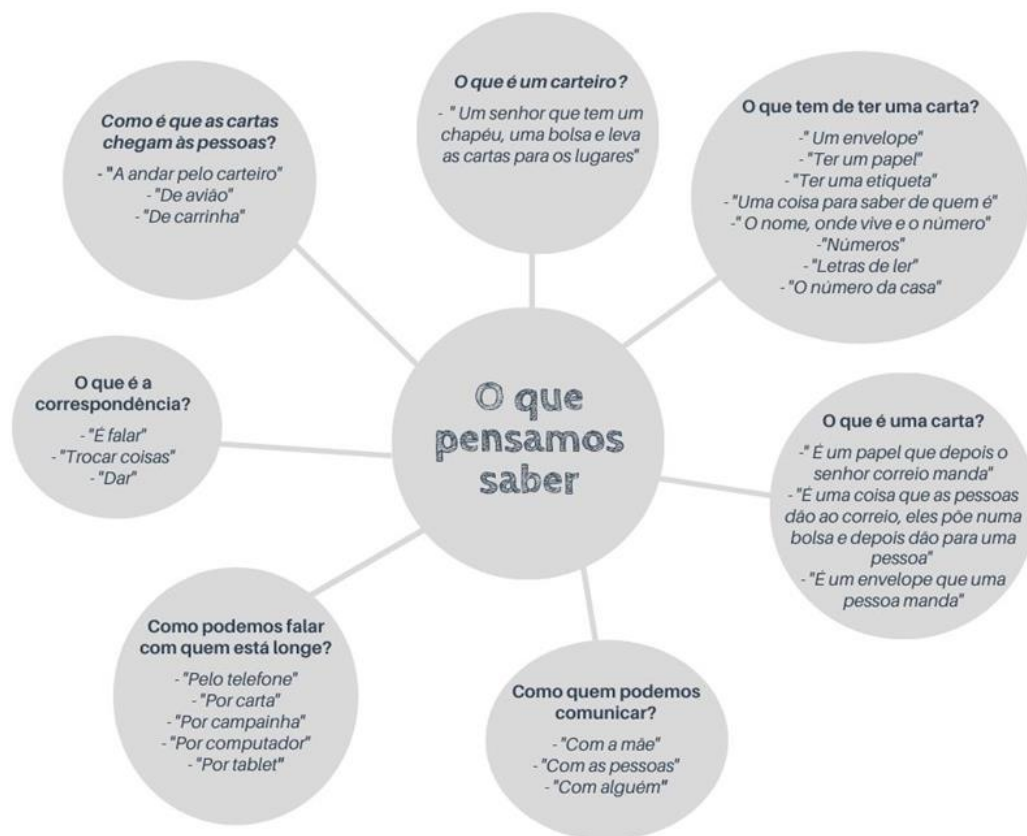 O que é um carteiro?
- " Um senhor que tem um
chapéu, uma bolsa e leva
as cartas para os lugares"
Como é que as cartas
chegam às pessoas?
- "A andar pelo carteiro"
- "De avião"
- "De carrinha"
O que tem de ter uma carta?
-" Um envelope"
-"Ter um papel"
-"Ter uma etiqueta"
-"Uma coisa para saber de quem é"
-" O nome, onde vive e o número"
-"Números"
-"Letras de ler"
-"O número da casa"
O que é a
correspondência?
-"É falar"
-"Trocar coisas"
-"Dar"
O que
pensamos
saber
O que é uma carta?
-" É um papel que depois o
senhor correio manda"
-"É uma coisa que as pessoas
dão ao correio, eles põe numa
bolsa e depois dão para uma
pessoa"
-"É um envelope que uma
pessoa manda"
Como podemos falar
com quem está longe?
-"Pelo telefone"
-"Por carta"
-"Por campainha"
-"Por computador"
-"Por tablet"
Como quem podemos
comunicar?
-"Com a mãe"
-"Com as pessoas"
-"Com alguém"